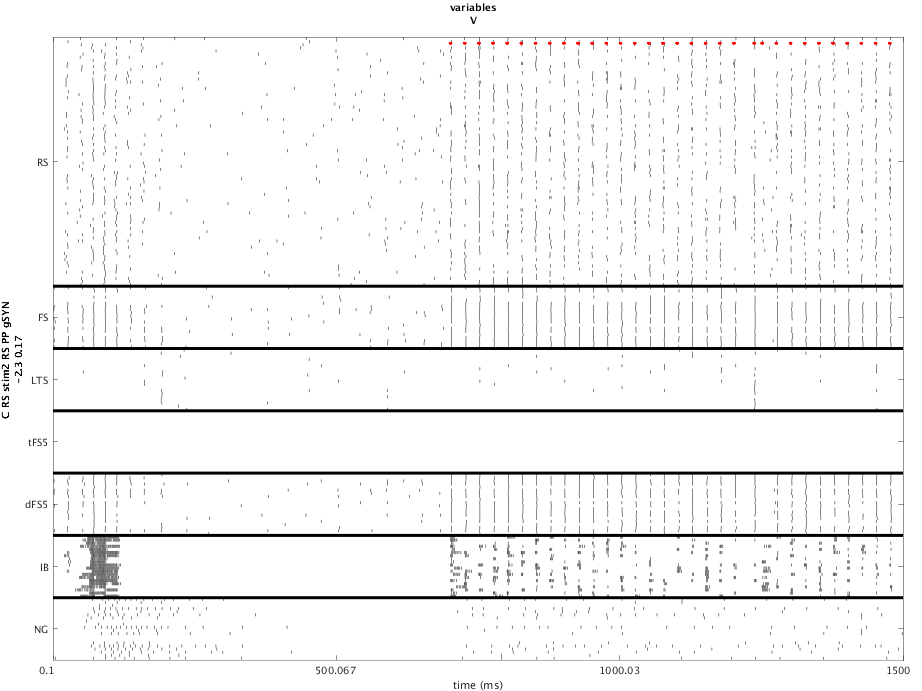 variables
V
C RS stim2 RS PP gSYN
-2.3 0.17
RS
FS
LTS
tFS5
dFS5
IB
NG
0.1
500.067
1000.03
1500
time (ms)